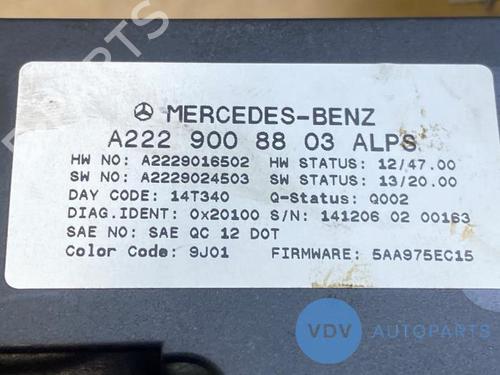 MERCEDES-BENZ
A222 900 88 03 ALPS
HW NO: A2229016502 HW STATUS: 12/47.00
SW NO: A2229024503 SW STATUS: 13/20.00
DAY CODE: 14T340 Q-Status: Q002
DIAG.IDENT: 0x20100 S/N: 141206 02 00163
SAE NO: SAE QC 12 DOT
Color Code: 9J01 FIRMWARE: 5AA975EC15
VDV AUTOPARTS
B-PARTS